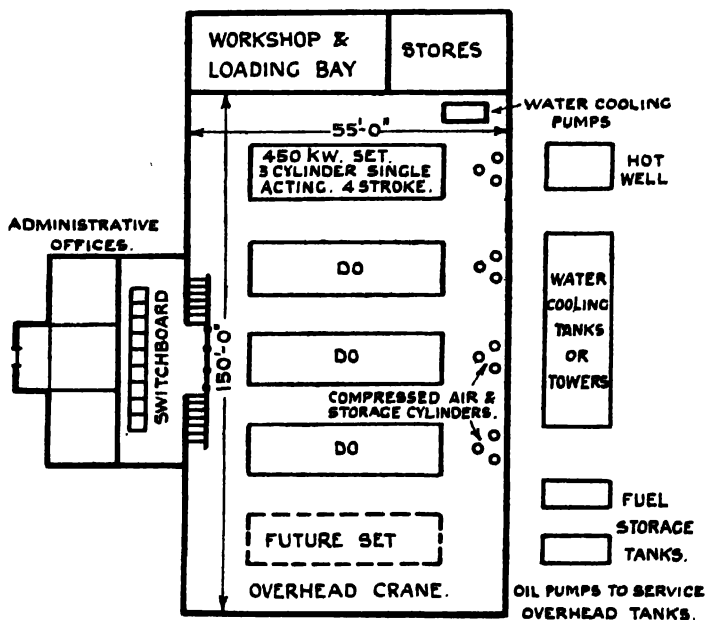 WORKSHOP &
LOADING BAY
STORES
WATER COOLING
PUMPS
55'-0"
450 KW. SET.
3 CYLINDER SINGLE
ACTING. 4 STROKE.
HOT
WELL
ADMINISTRATIVE
OFFICES.
DO
WATER
COOLING
TANKS
OR
TOWERS
SWITCHBOARD
150'-0"
DO
COMPRESSED AIR &
STORAGE CYLINDERS.
DO
FUEL
STORAGE
TANKS.
FUTURE SET
OVERHEAD CRANE.
OIL PUMPS TO SERVICE
OVERHEAD TANKS.